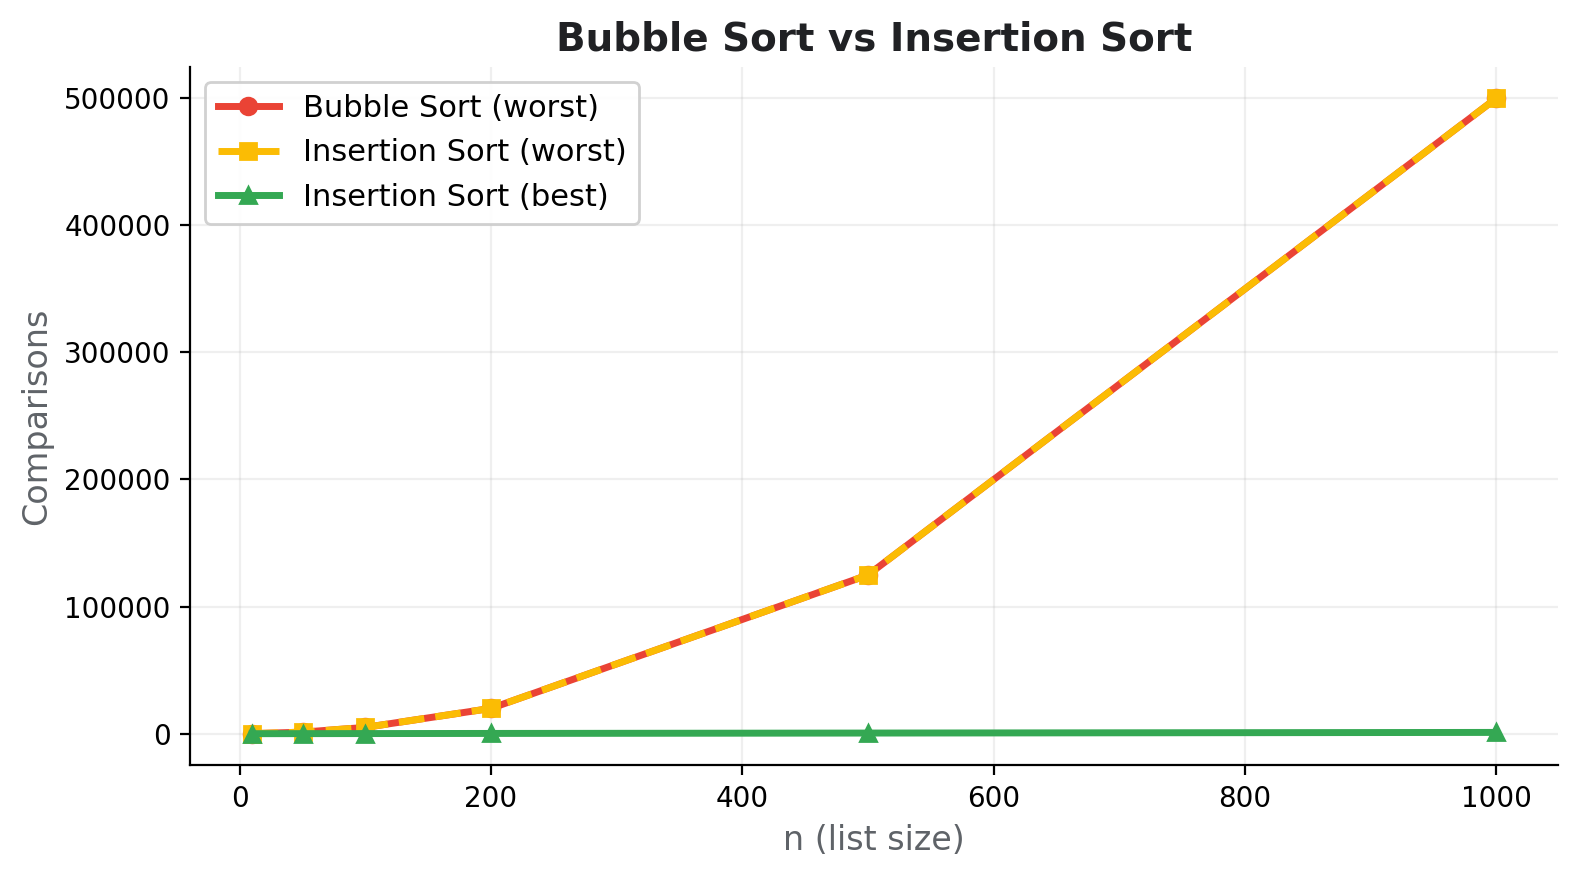 Bubble Sort vs Insertion Sort
Bubble Sort (worst)
Insertion Sort (worst)
Insertion Sort (best)
Comparisons
500000
400000
300000
200000
100000
0
0 200 400 600 800 1000
n (list size)